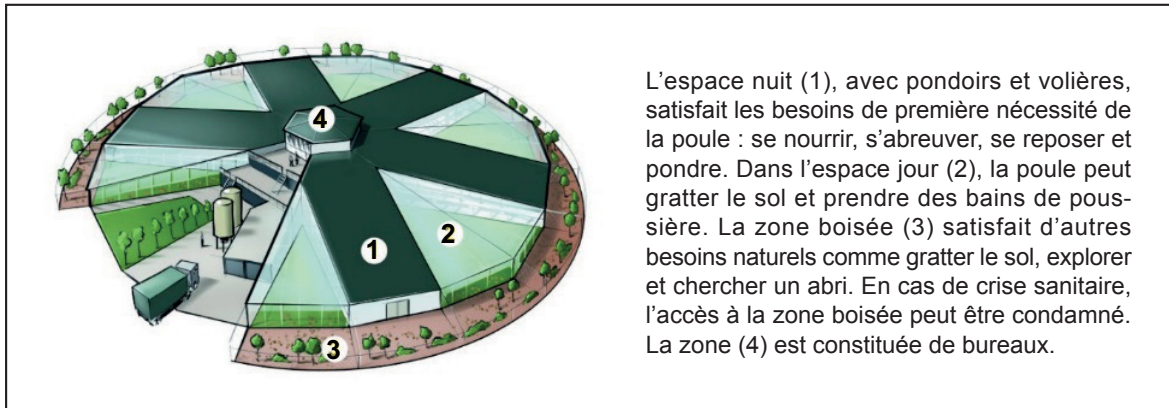 4
1
2
3
L’espace nuit (1), avec pondoirs et volières,
satisfait les besoins de première nécessité de
la poule : se nourrir, s’abreuver, se reposer et
pondre. Dans l’espace jour (2), la poule peut
gratter le sol et prendre des bains de pous-
sière. La zone boisée (3) satisfait d’autres
besoins naturels comme gratter le sol, explorer
et chercher un abri. En cas de crise sanitaire,
l’accès à la zone boisée peut être condamné.
La zone (4) est constituée de bureaux.